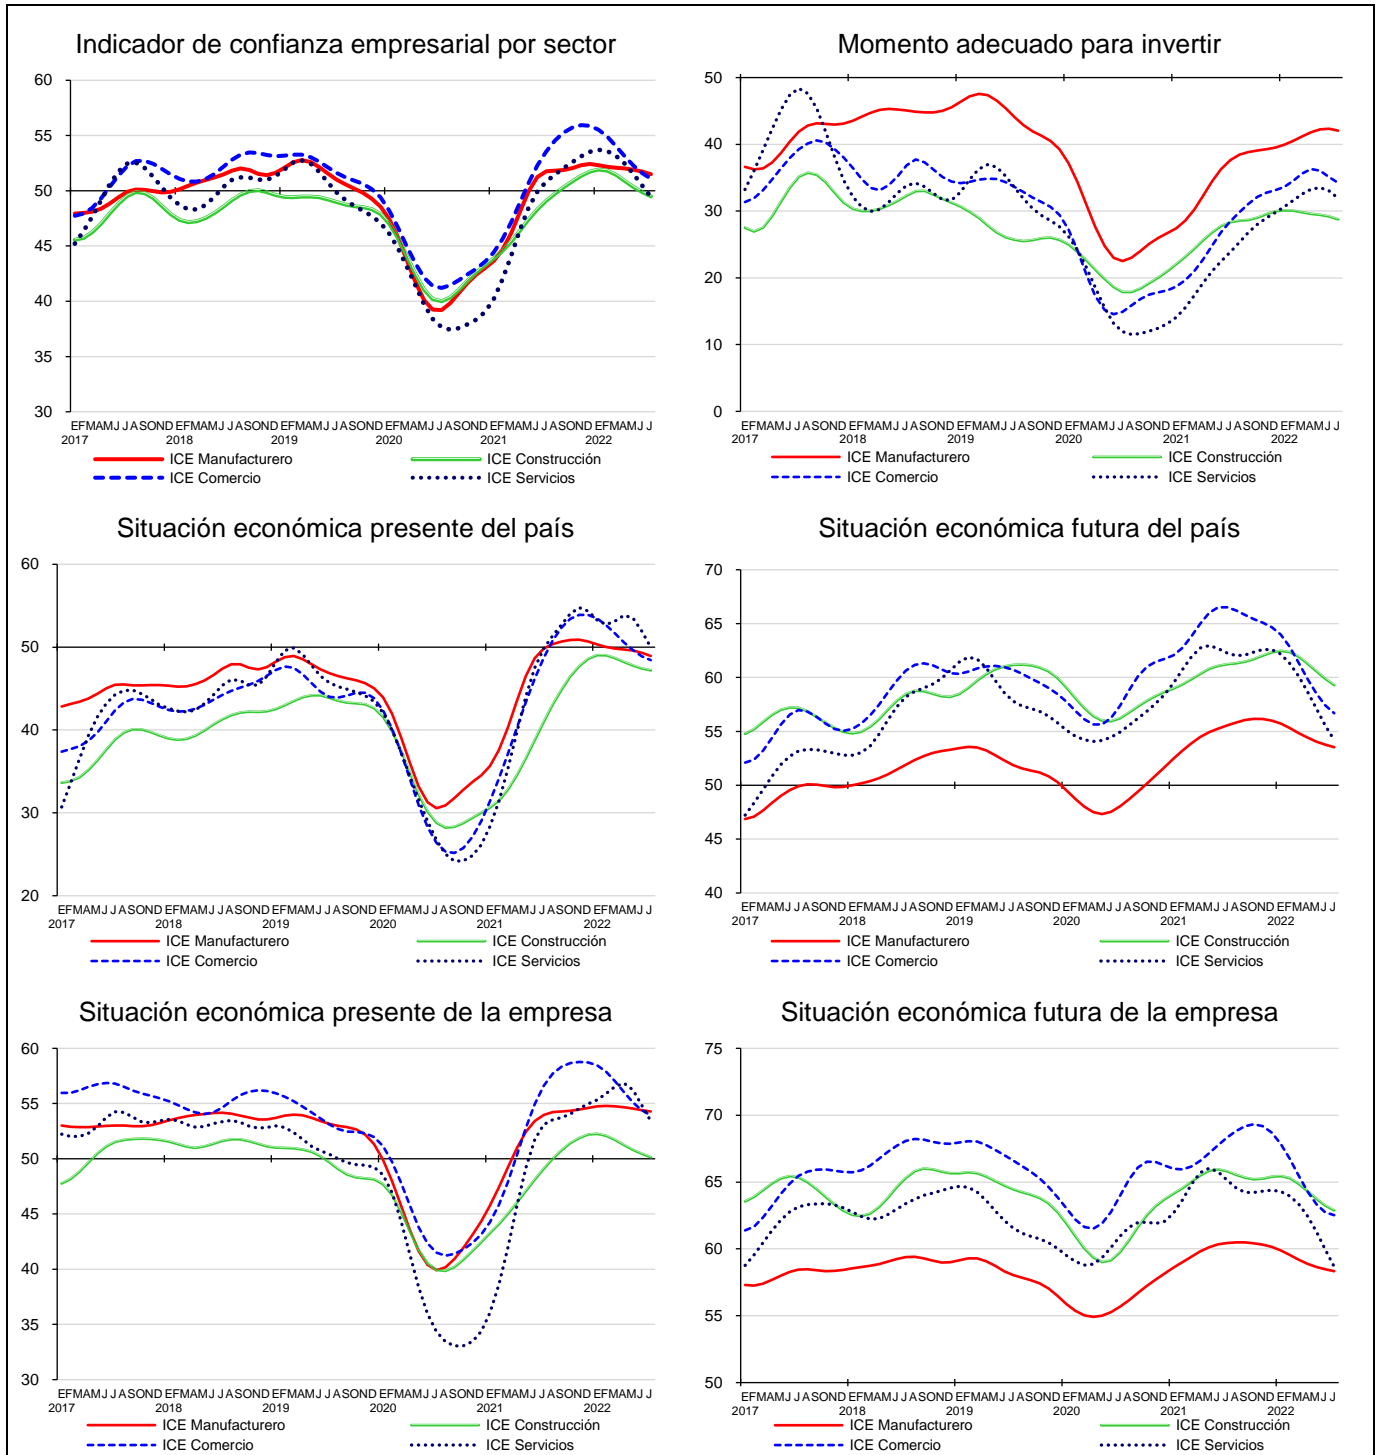 Indicador de confianza empresarial por sector
60
55
50
45
40
35
30
EFMAMJ JASOND EFMAMJ JASOND EFMAMJ JASOND EFMAMJ JASOND EFMAMJ JASOND EFMAMJ J
2017 2018 2019 2020 2021 2022
ICE Manufacturero ICE Construcción
ICE Comercio ICE Servicios
Momento adecuado para invertir
50
40
30
20
10
0
EFMAMJ JASOND EFMAMJ JASOND EFMAMJ JASOND EFMAMJ JASOND EFMAMJ JASOND EFMAMJ J
2017 2018 2019 2020 2021 2022
ICE Manufacturero ICE Construcción
ICE Comercio ICE Servicios
Situación económica presente del país
60
50
40
30
20
EFMAMJ JASOND EFMAMJ JASOND EFMAMJ JASOND EFMAMJ JASOND EFMAMJ JASOND EFMAMJ J
2017 2018 2019 2020 2021 2022
ICE Manufacturero ICE Construcción
ICE Comercio ICE Servicios
Situación económica futura del país
70
65
60
55
50
45
40
EFMAMJ JASOND EFMAMJ JASOND EFMAMJ JASOND EFMAMJ JASOND EFMAMJ JASOND EFMAMJ J
2017 2018 2019 2020 2021 2022
ICE Manufacturero ICE Construcción
ICE Comercio ICE Servicios
Situación económica presente de la empresa
60
55
50
45
40
35
30
EFMAMJ JASOND EFMAMJ JASOND EFMAMJ JASOND EFMAMJ JASOND EFMAMJ JASOND EFMAMJ J
2017 2018 2019 2020 2021 2022
ICE Manufacturero ICE Construcción
ICE Comercio ICE Servicios
Situación económica futura de la empresa
75
70
65
60
55
50
EFMAMJ JASOND EFMAMJ JASOND EFMAMJ JASOND EFMAMJ JASOND EFMAMJ JASOND EFMAMJ J
2017 2018 2019 2020 2021 2022
ICE Manufacturero ICE Construcción
ICE Comercio ICE Servicios